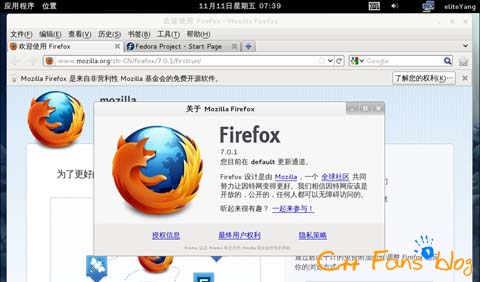 应用程序 位置 11月11日星期五 07:39 eliteYang
欢迎使用 Firefox - Mozilla Firefox
文件(F) 编辑(E) 查看(V) 历史(S) 书签(B) 工具(T) 帮助(H)
欢迎使用 Firefox Fedora Project - Start Page
www.mozilla.org/zh-CN/firefox/7.0.1/firstrun/ Google
Mozilla Firefox 是来自非营利性 Mozilla 基金会的免费开源软件。 了解您的权利(K)...
mozilla
关于 Mozilla Firefox
Firefox
7.0.1
您目前在 default 更新通道。
Firefox 设计是由 Mozilla，一个 全球社区 共同
努力让因特网变得更好。我们相信因特网应该是
开放的，公开的，任何人都可以无障碍访问的。
听起来很有趣？ 一起来参与！
授权信息 最终用户权利 隐私策略
为了更好的
你的浏览方式
C++ Fans blog